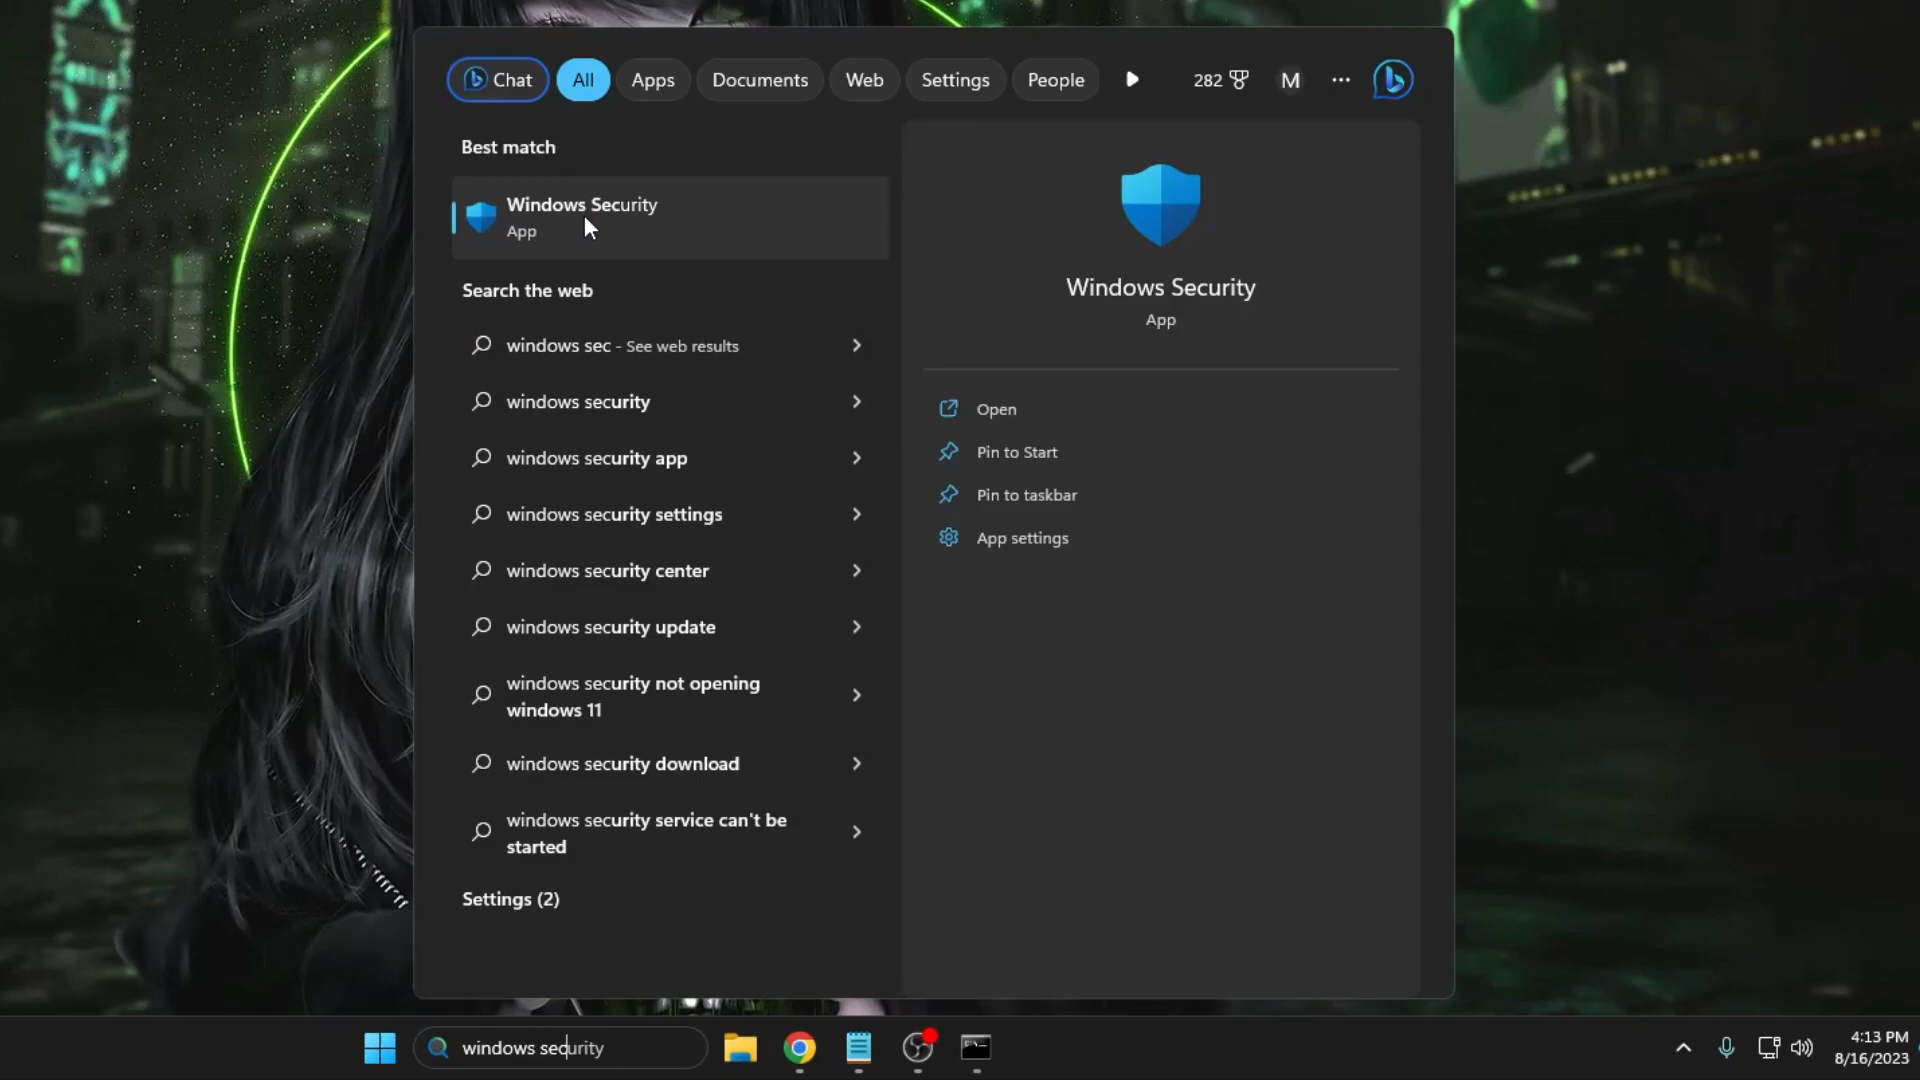 Chat
All
Apps
Documents
Web
Settings
People
282
M
Best match
Windows Security
App
Search the web
windows sec - See web results
windows security
windows security app
windows security settings
windows security center
windows security update
windows security not opening
windows 11
windows security download
windows security service can't be
started
Settings (2)
Windows Security
App
Open
Pin to Start
Pin to taskbar
App settings
windows security
4:13 PM
8/16/2023